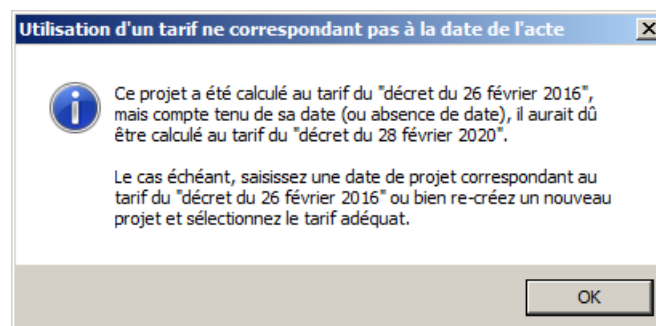 Utilisation d'un tarif ne correspondant pas à la date de l'acte
Ce projet a été calculé au tarif du "décret du 26 février 2016",
mais compte tenu de sa date (ou absence de date), il aurait dû
être calculé au tarif du "décret du 28 février 2020".
Le cas échéant, saisissez une date de projet correspondant au
tarif du "décret du 26 février 2016" ou bien re-créez un nouveau
projet et sélectionnez le tarif adéquat.
OK